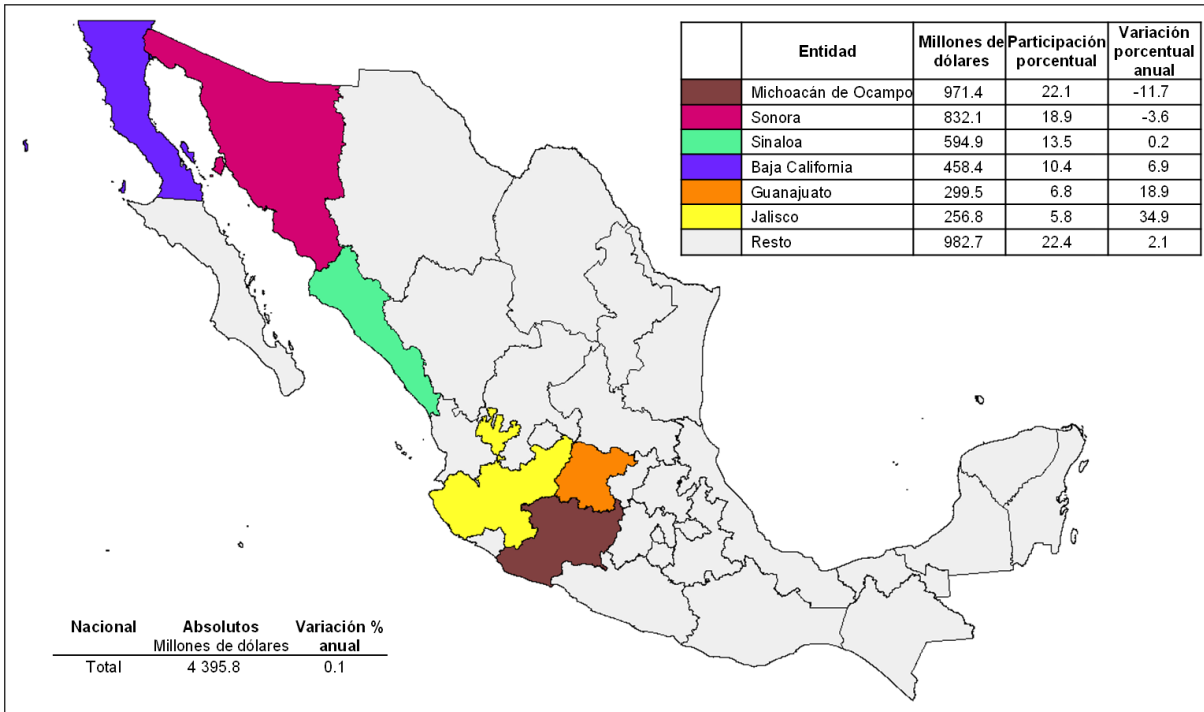 Entidad Millones de dólares Participación porcentual Variación porcentual anual
Michoacán de Ocampo 971.4 22.1 -11.7
Sonora 832.1 18.9 -3.6
Sinaloa 594.9 13.5 0.2
Baja California 458.4 10.4 6.9
Guanajuato 299.5 6.8 18.9
Jalisco 256.8 5.8 34.9
Resto 982.7 22.4 2.1
Nacional Absolutos Variación %
Millones de dólares anual
Total 4 395.8 0.1